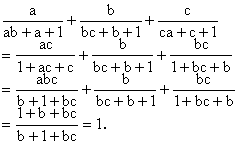 a/(ab+a+1) + b/(bc+b+1) + c/(ca+c+1)
= ac/(1+ac+c) + b/(bc+b+1) + bc/(1+bc+b)
= abc/(b+1+bc) + b/(bc+b+1) + bc/(1+bc+b)
= (1+b+bc)/(b+1+bc) = 1.